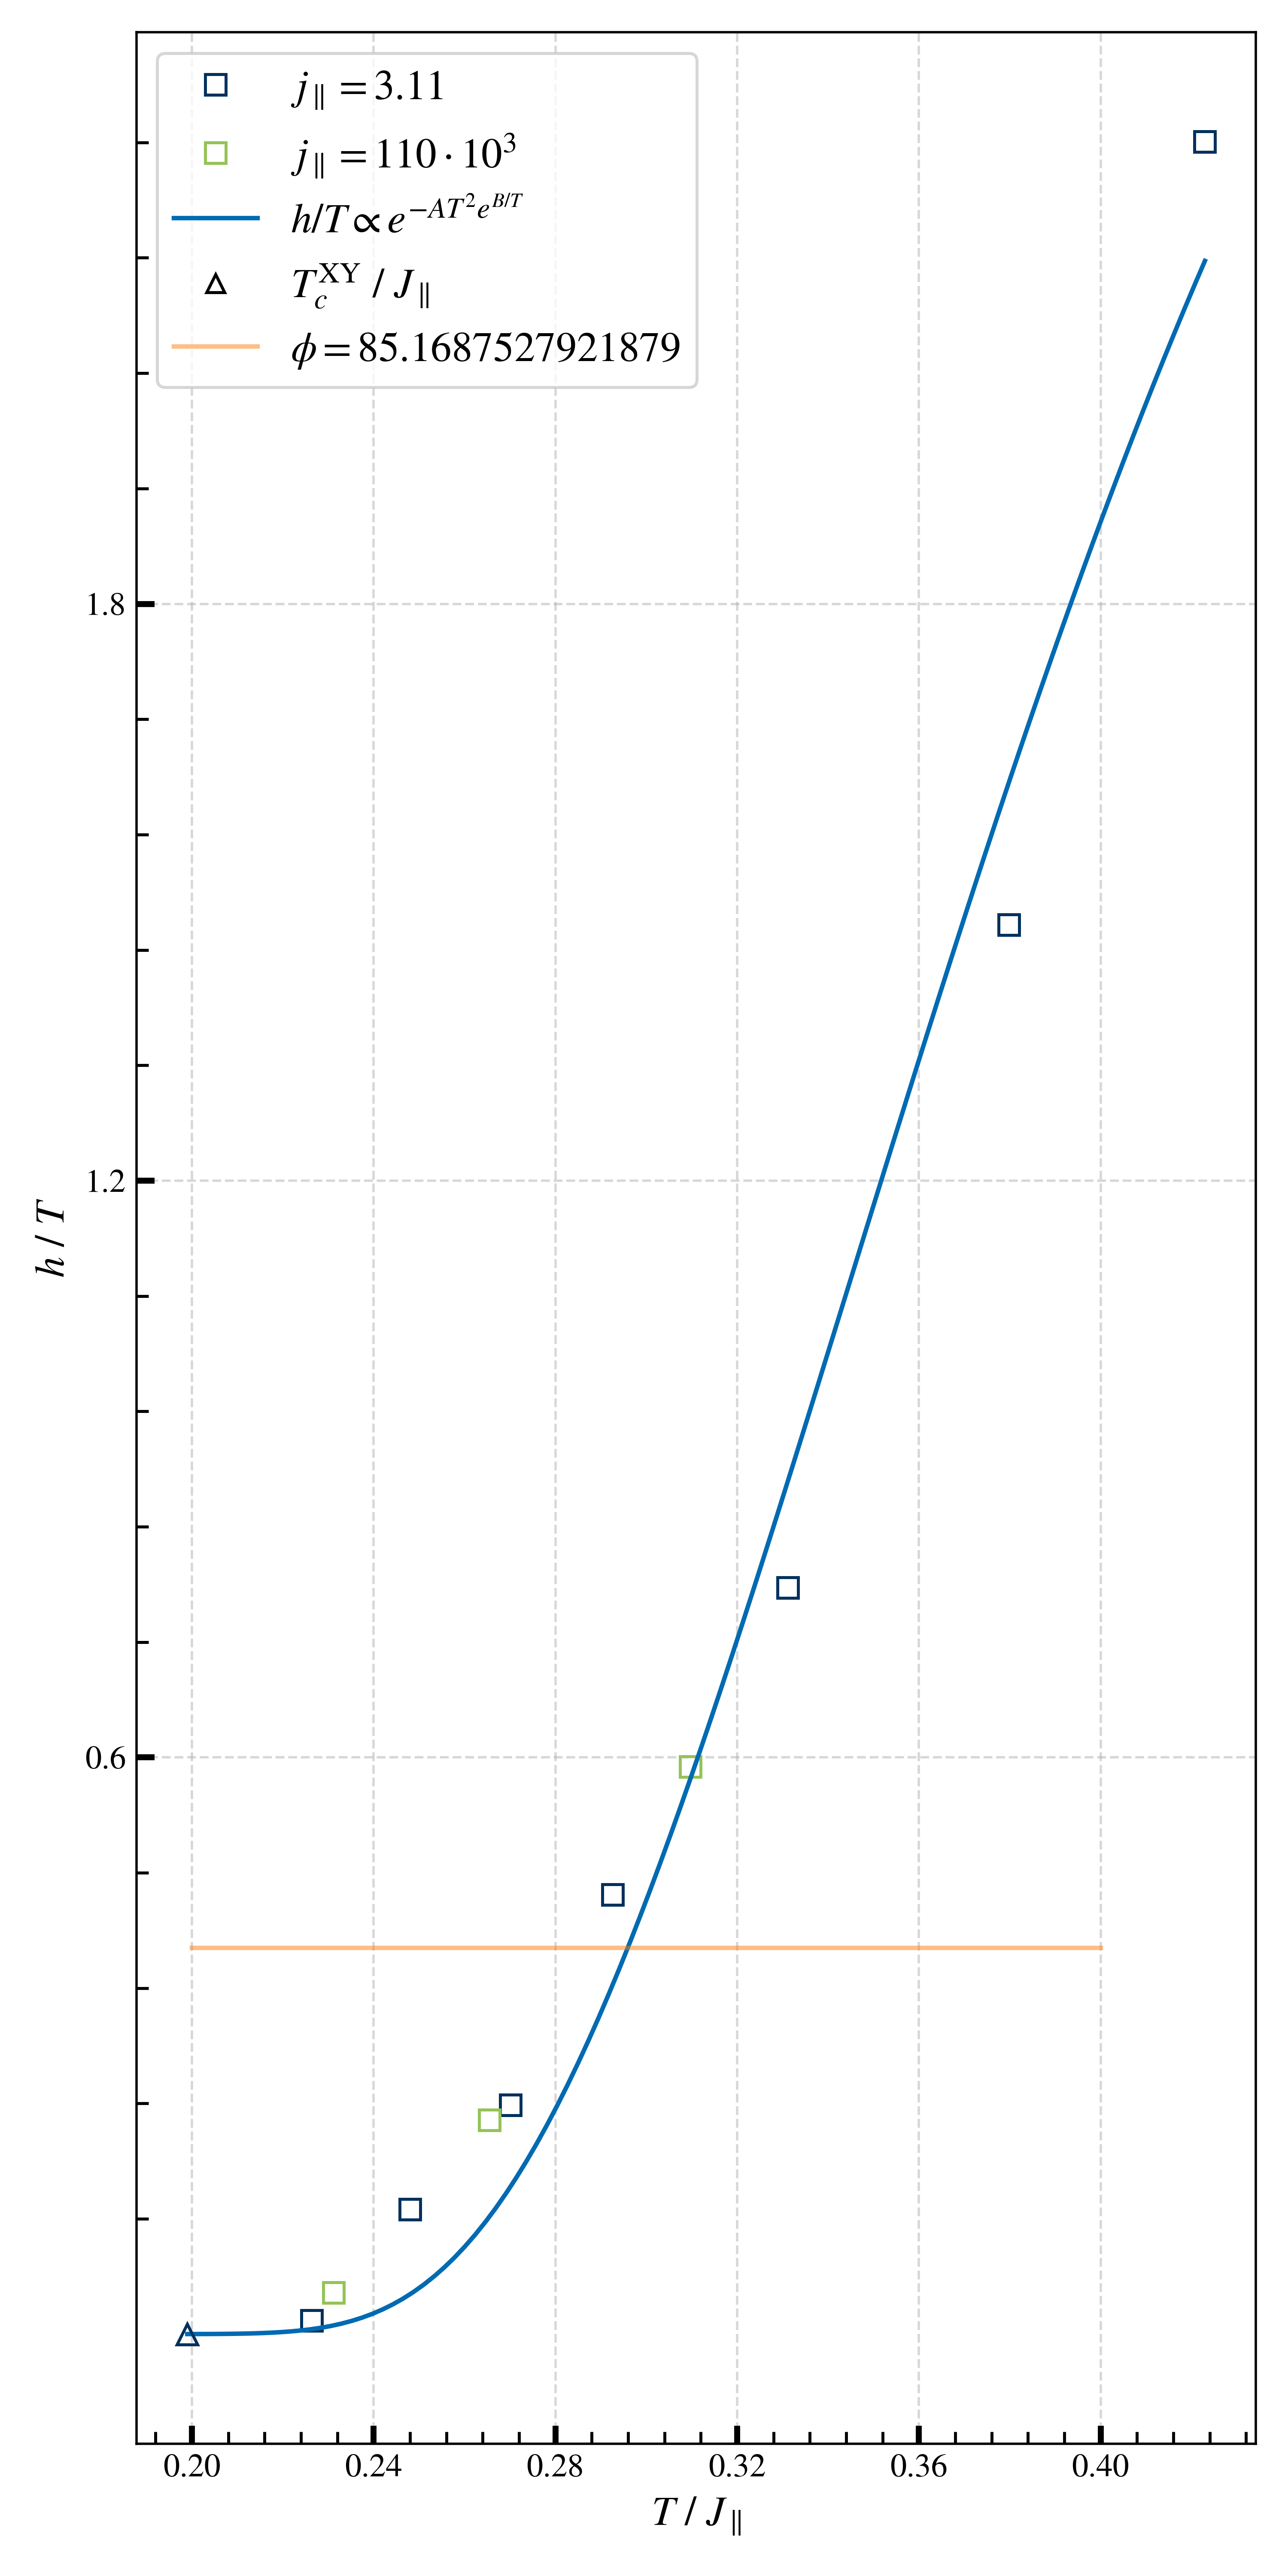 j∥ = 3.11
j∥ = 110 · 10³
h/T ∝ e^{−AT² e^{B/T}}
T_c^{XY} / J∥
ϕ = 85.1687527921879
1.8
1.2
0.6
h / T
0.20 0.24 0.28 0.32 0.36 0.40
T / J∥